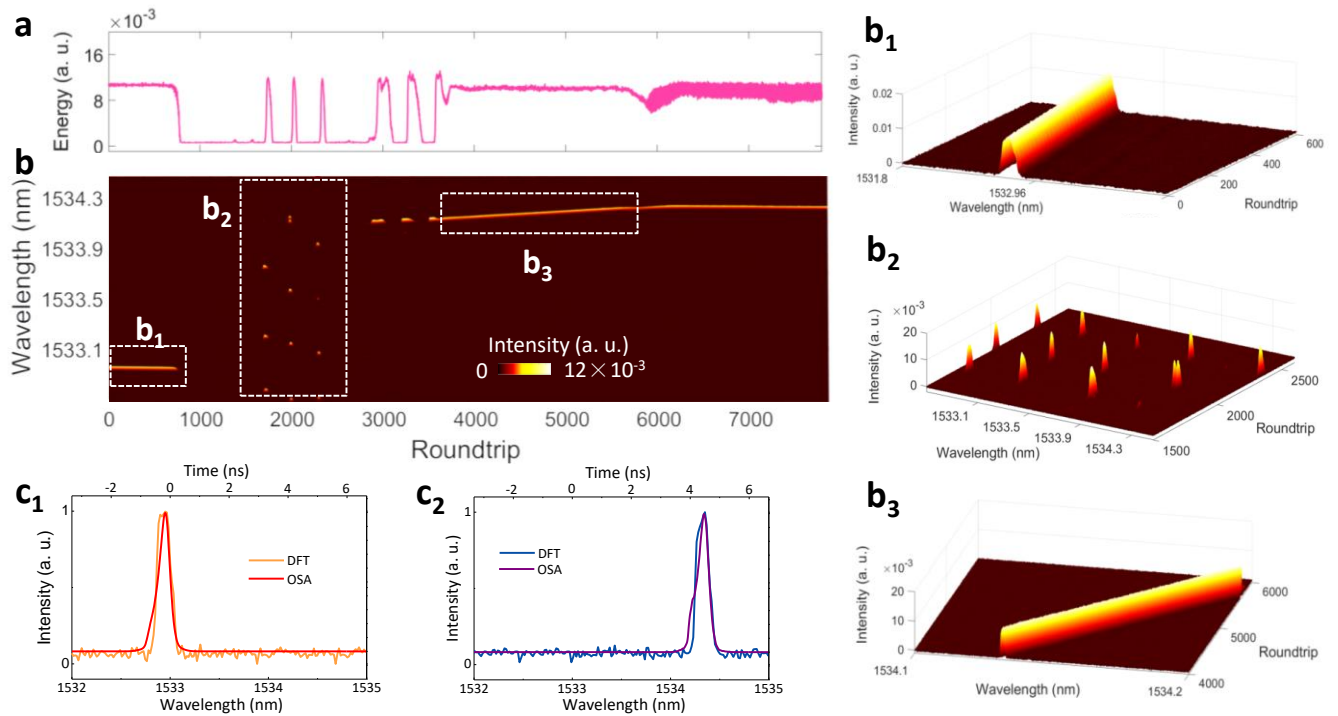 a
× 10⁻³
16
8
0
Energy (a. u.)
b
Wavelength (nm)
1534.3
1533.9
1533.5
1533.1
b₁
b₂
b₃
Intensity (a. u.)
0 12 × 10⁻³
0 1000 2000 3000 4000 5000 6000 7000
Roundtrip
c₁
Time (ns)
-2 0 2 4 6
1
0
Intensity (a. u.)
DFT
OSA
1532 1533 1534 1535
Wavelength (nm)
c₂
Time (ns)
-2 0 2 4 6
1
0
Intensity (a. u.)
DFT
OSA
1532 1533 1534 1535
Wavelength (nm)
b₁
Intensity (a. u.)
0.02
0.01
0
1531.8
1532.96
Wavelength (nm)
0
200
400
600
Roundtrip
b₂
×10⁻³
Intensity (a. u.)
20
10
0
1533.1
1533.5
1533.9
1534.3
Wavelength (nm)
1500
2000
2500
Roundtrip
b₃
×10⁻³
Intensity (a. u.)
20
10
0
1534.1
1534.2
Wavelength (nm)
4000
5000
6000
Roundtrip